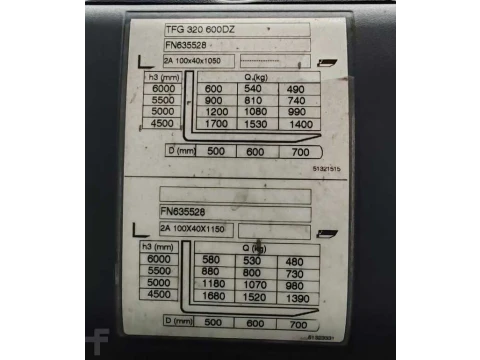 TFG 320 600DZ
FN635528
2A 100x40x1050
h3 (mm) Q (kg)
6000 600 540 490
5500 900 810 740
5000 1200 1080 990
4500 1700 1530 1400
D (mm) 500 600 700
51321515
FN635528
2A 100X40X1150
h3 (mm) Q (kg)
6000 580 530 480
5500 880 800 730
5000 1180 1070 980
4500 1680 1520 1390
D (mm) 500 600 700